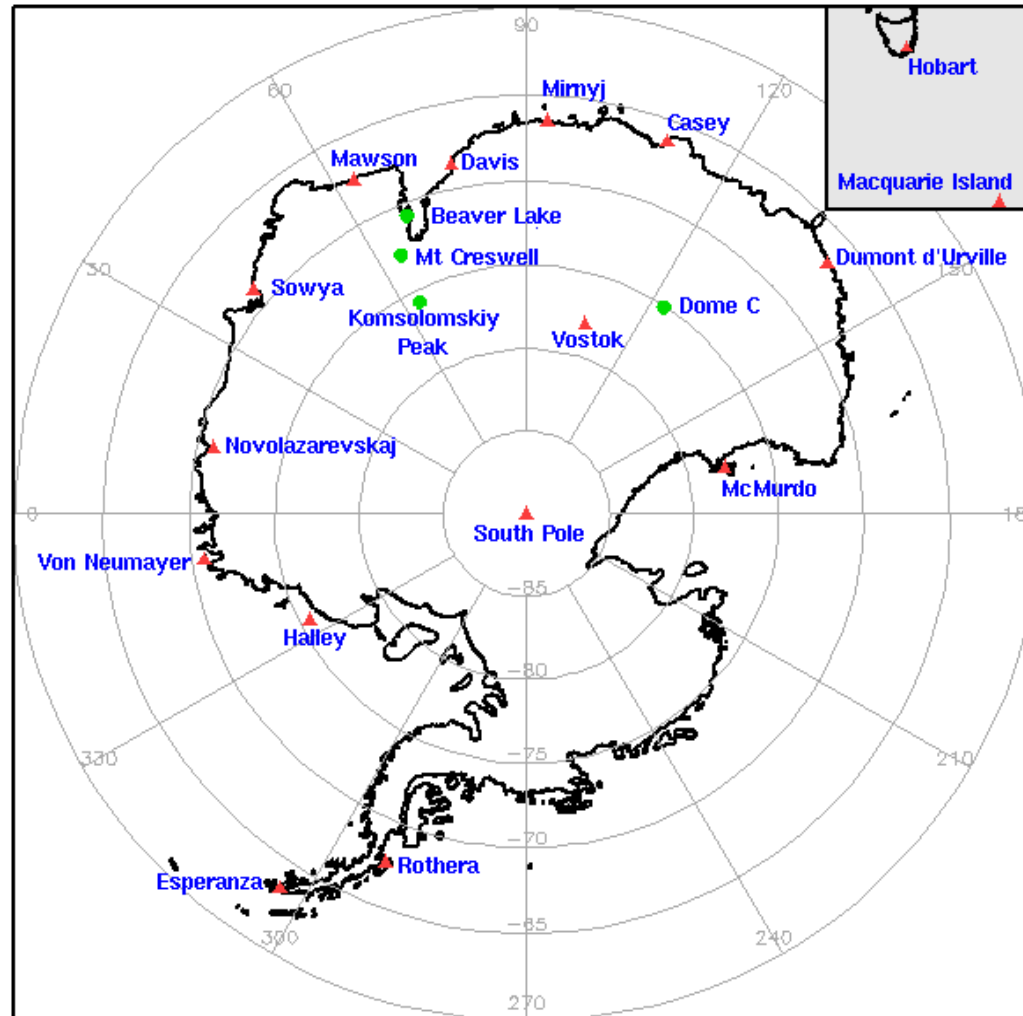 90
60
120
Hobart
Mirnyj
Casey
Mawson
Davis
Macquarie Island
Beaver Lake
Mt Creswell
Dumont d'Urville
30
Sowya
Dome C
Komsolomskiy
Peak
Vostok
Novolazarevskaj
McMurdo
0
South Pole
Von Neumayer
-85
Halley
-80
330
210
-75
-70
Rothera
Esperanza
-65
300
240
270